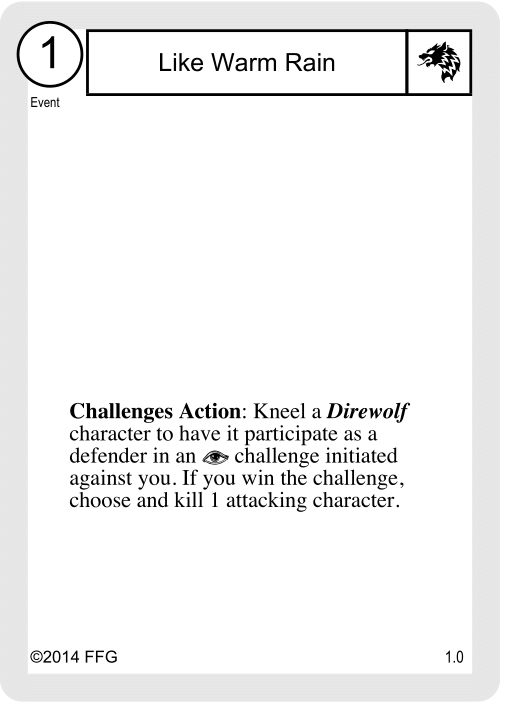 1
Like Warm Rain
Event
Challenges Action: Kneel a Direwolf
character to have it participate as a
defender in an challenge initiated
against you. If you win the challenge,
choose and kill 1 attacking character.
©2014 FFG
1.0